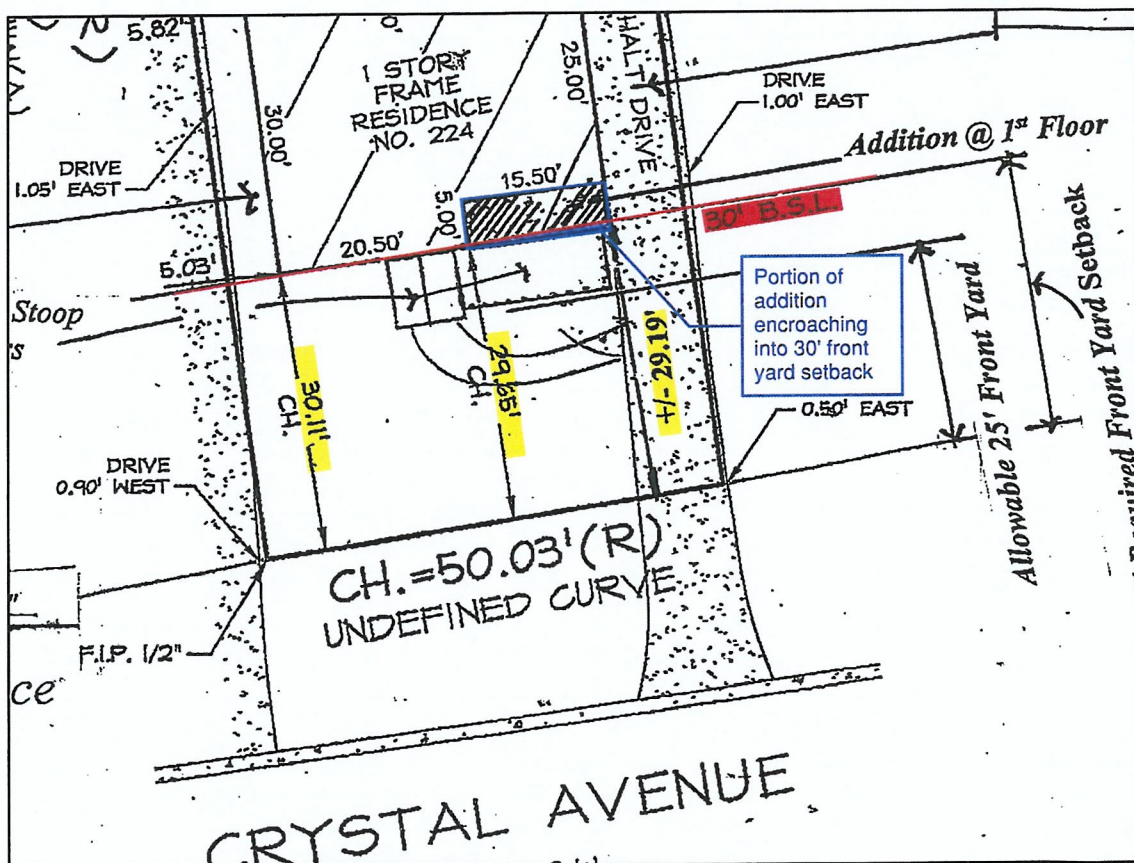 5.82'
30.00'
1 STORY
FRAME
RESIDENCE
NO. 224
25.00'
HALT DRIVE
DRIVE
1.00' EAST
Addition @ 1st Floor
DRIVE
1.05' EAST
15.50'
5.00'
20.50'
30' B.S.L.
5.03'
Stoop
Portion of
addition
encroaching
into 30' front
yard setback
30.11'
CH.
29.65'
CH.
+/- 29.19'
0.50' EAST
Allowable 25' Front Yard
Required Front Yard Setback
DRIVE
0.90' WEST
CH.=50.03'(R)
UNDEFINED CURVE
F.I.P. 1/2"
ce
CRYSTAL AVENUE